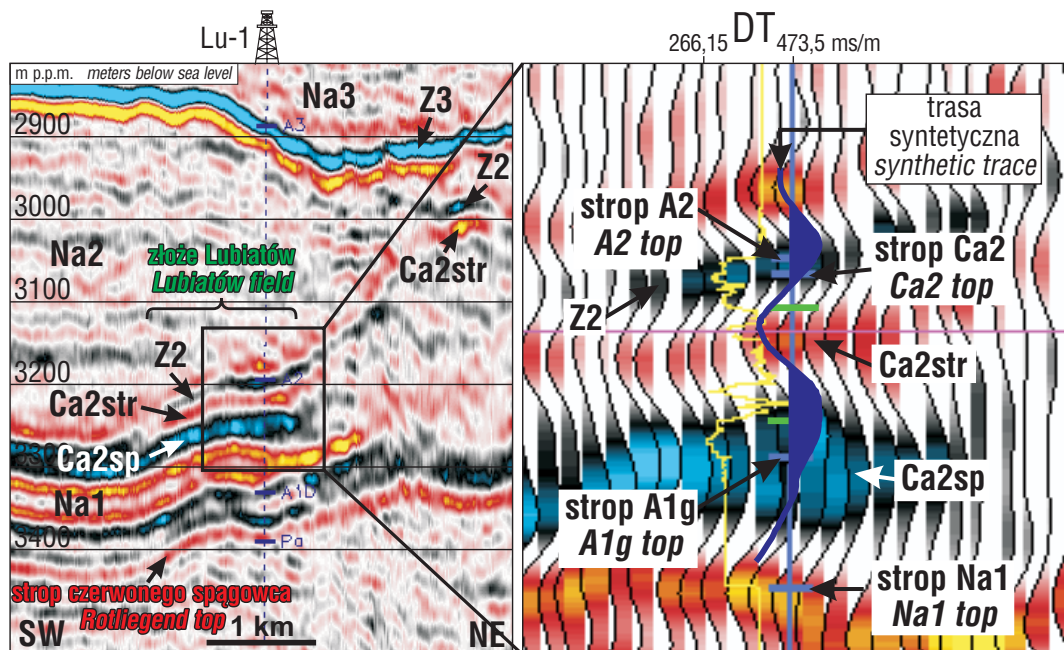 Lu-1
m p.p.m. meters below sea level
Na3
Z3
2900
A3
Z2
3000
Na2
złoże Lubiatów
Lubiatów field
Ca2str
3100
Z2
3200
A2
Ca2str
Ca2sp
Na1
A1D
3400
Pa
strop czerwonego spągowca
Rotliegend top
SW
1 km
NE
DT
266,15
473,5 ms/m
trasa
syntetyczna
synthetic trace
strop A2
A2 top
strop Ca2
Ca2 top
Z2
Ca2str
Ca2sp
strop A1g
A1g top
strop Na1
Na1 top